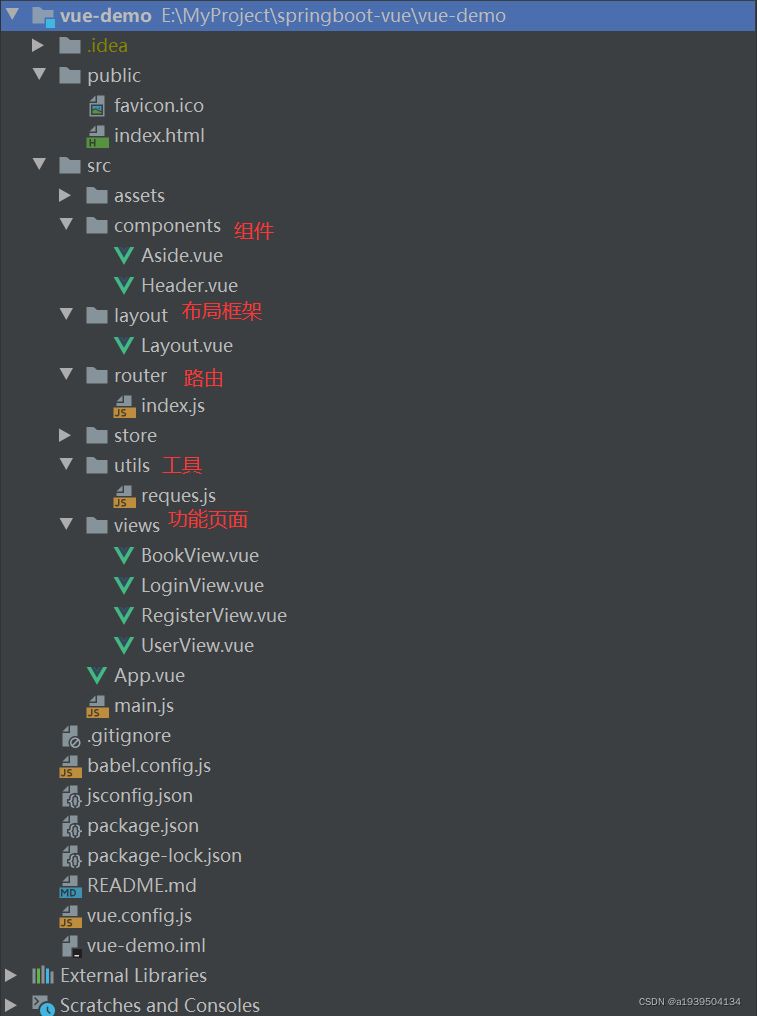 vue-demo E:\MyProject\springboot-vue\vue-demo
.idea
public
favicon.ico
index.html
src
assets
components 组件
Aside.vue
Header.vue
layout 布局框架
Layout.vue
router 路由
index.js
store
utils 工具
reques.js
views 功能页面
BookView.vue
LoginView.vue
RegisterView.vue
UserView.vue
App.vue
main.js
.gitignore
babel.config.js
jsconfig.json
package.json
package-lock.json
README.md
vue.config.js
vue-demo.iml
External Libraries
Scratches and Consoles
CSDN @a1939504134